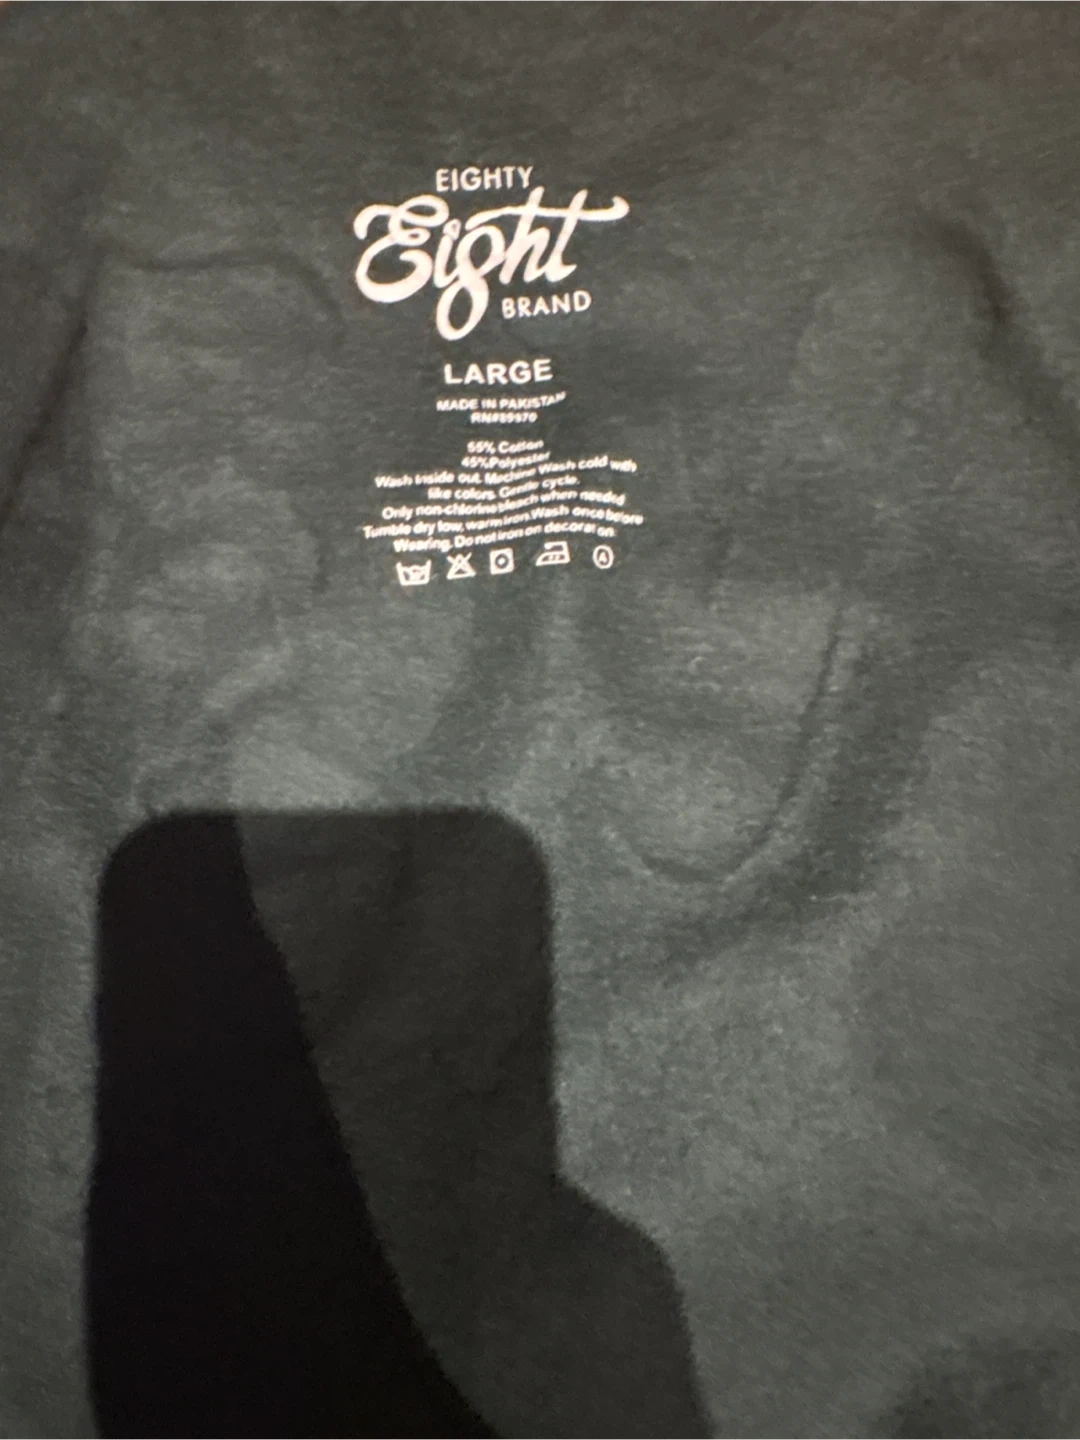 EIGHTY
Eight
BRAND
LARGE
MADE IN PAKISTAN
55% Cotton
45%Polyester
Wash Inside out. Machine Wash cold with
like colors. Gentle cycle.
Only non-chlorine bleach when needed
Tumble dry low, warm iron. Wash once before
Wearing. Do not iron on decoration.
A